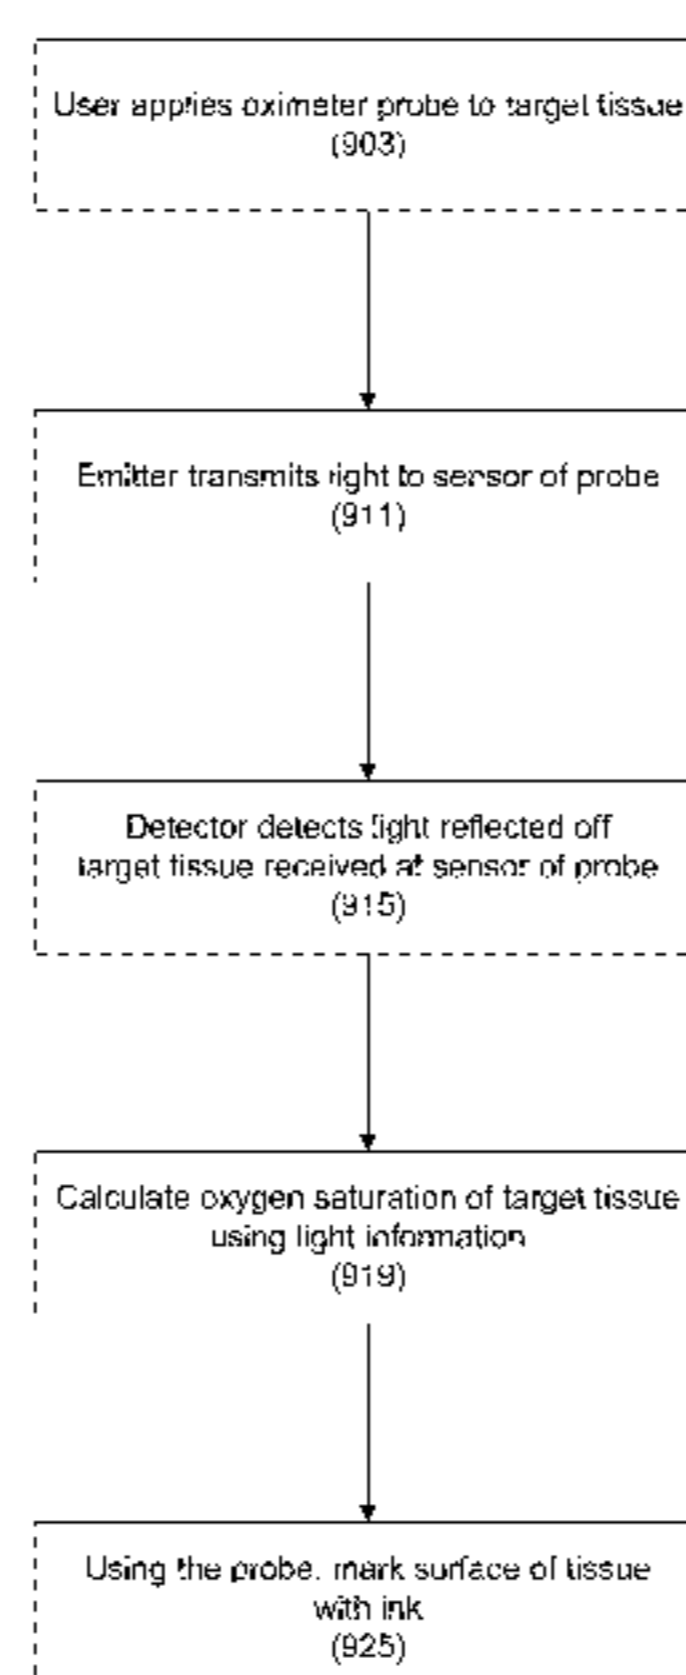 User applies oximeter probe to target tissue
(903)
Emitter transmits light to sensor of probe
(911)
Detector detects light reflected off
target tissue received at sensor of probe
(915)
Calculate oxygen saturation of target tissue
using light information
(919)
Using the probe, mark surface of tissue
with ink
(925)